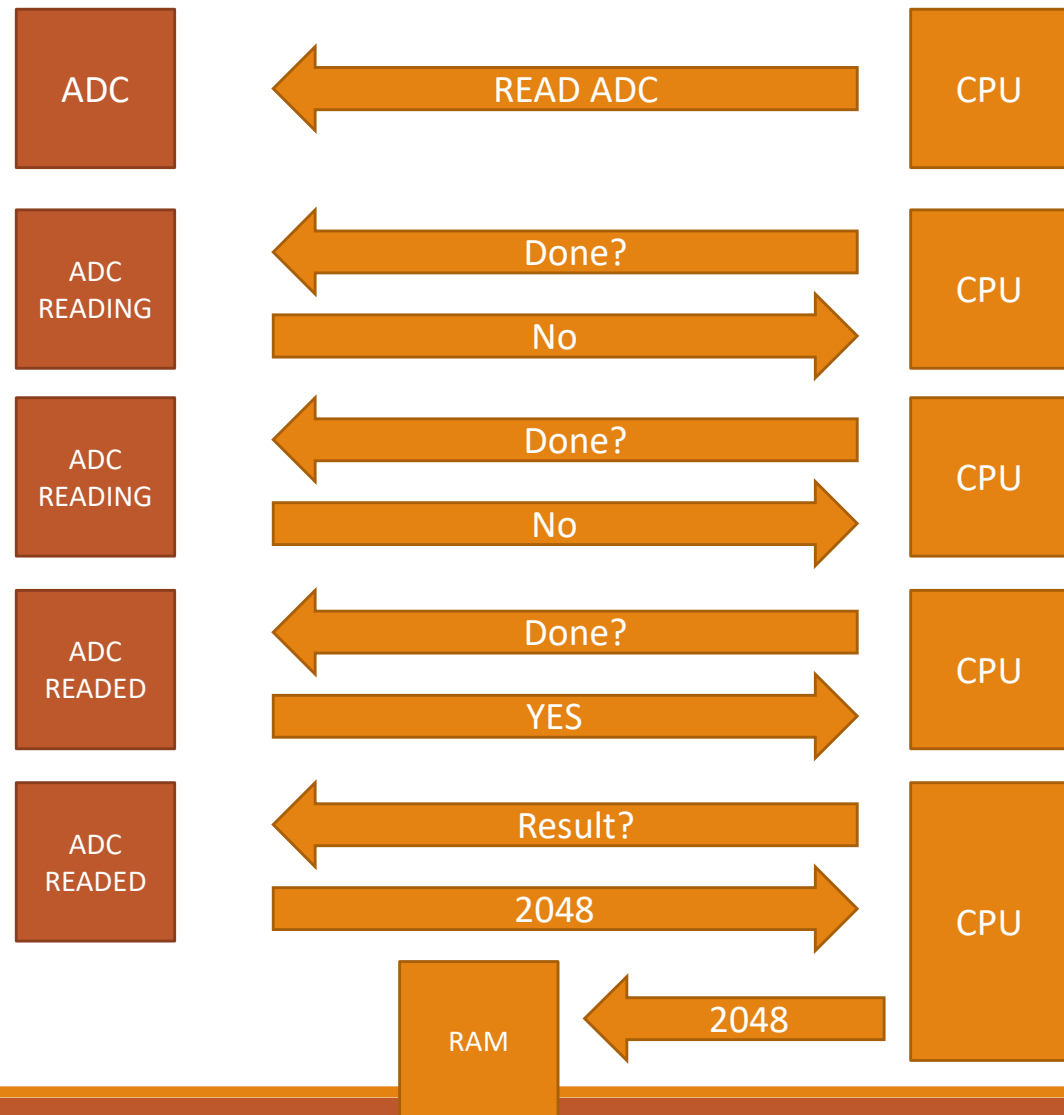 ADC
READ ADC
CPU
ADC
READING
Done?
No
CPU
ADC
READING
Done?
No
CPU
ADC
READED
Done?
YES
CPU
ADC
READED
Result?
2048
CPU
RAM
2048